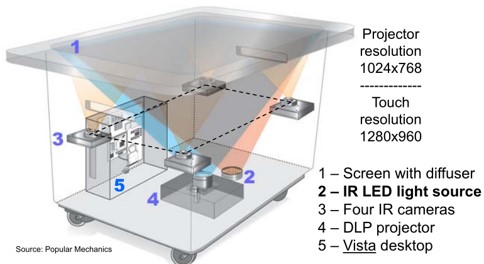 1
Projector
resolution
1024x768
-------------
Touch
resolution
1280x960
3
2
5
4
1 – Screen with diffuser
2 – IR LED light source
3 – Four IR cameras
4 – DLP projector
5 – Vista desktop
Source: Popular Mechanics